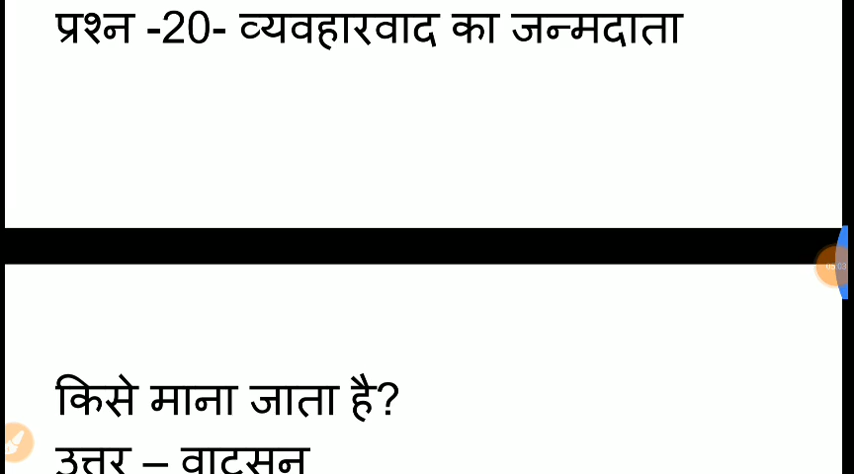 प्रश्न -20- व्यवहारवाद का जन्मदाता
किसे माना जाता है?
उत्तर – वाटसन